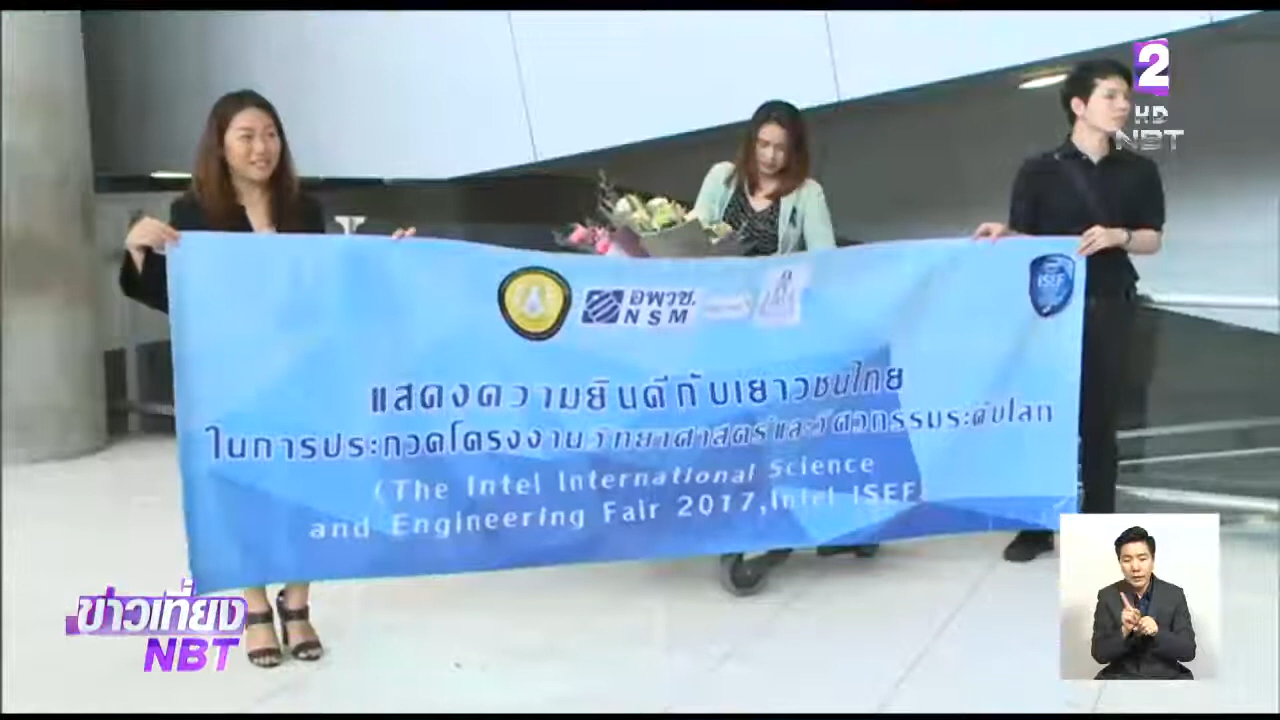 2
HD
NBT
อพวช.
NSM
ISEF
แสดงความยินดีกับเยาวชนไทย
ในการประกวดโครงงานวิทยาศาสตร์และวิศวกรรมระดับโลก
(The Intel International Science
and Engineering Fair 2017,Intel ISEF)
ข่าวเที่ยง
NBT